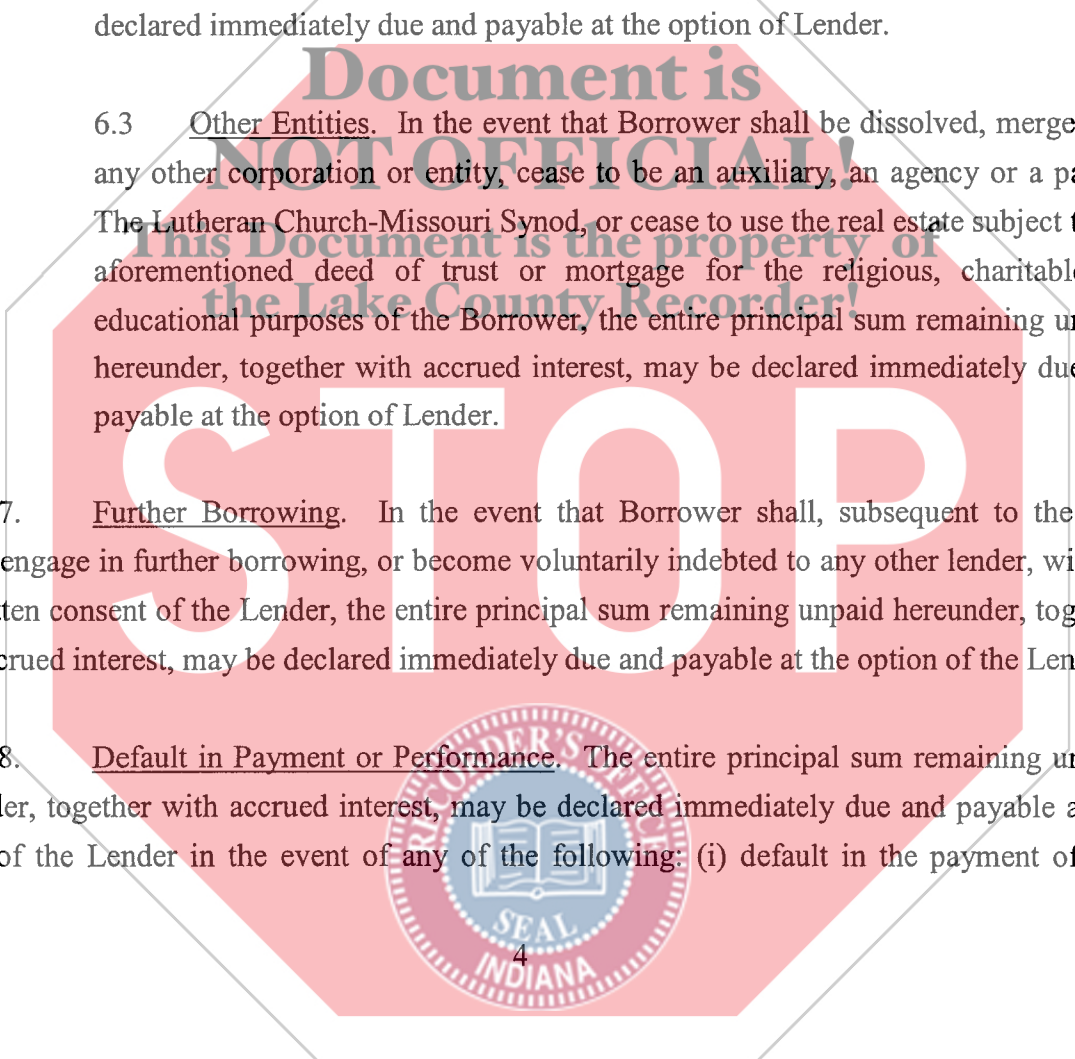 declared immediately due and payable at the option of Lender.
Document is
6.3 Other Entities. In the event that Borrower shall be dissolved, merge
NOT OFFICIAL!
any other corporation or entity, cease to be an auxiliary, an agency or a pa
The Lutheran Church-Missouri Synod, or cease to use the real estate subject t
This Document is the property of
aforementioned deed of trust or mortgage for the religious, charitable
the Lake County Recorder!
educational purposes of the Borrower, the entire principal sum remaining un
hereunder, together with accrued interest, may be declared immediately due
payable at the option of Lender.
STOP
7. Further Borrowing. In the event that Borrower shall, subsequent to the
engage in further borrowing, or become voluntarily indebted to any other lender, wi
ten consent of the Lender, the entire principal sum remaining unpaid hereunder, tog
crued interest, may be declared immediately due and payable at the option of the Len
8. Default in Payment or Performance. The entire principal sum remaining un
der, together with accrued interest, may be declared immediately due and payable a
of the Lender in the event of any of the following: (i) default in the payment of
RECORDER'S OFFICE
SEAL
INDIANA
4